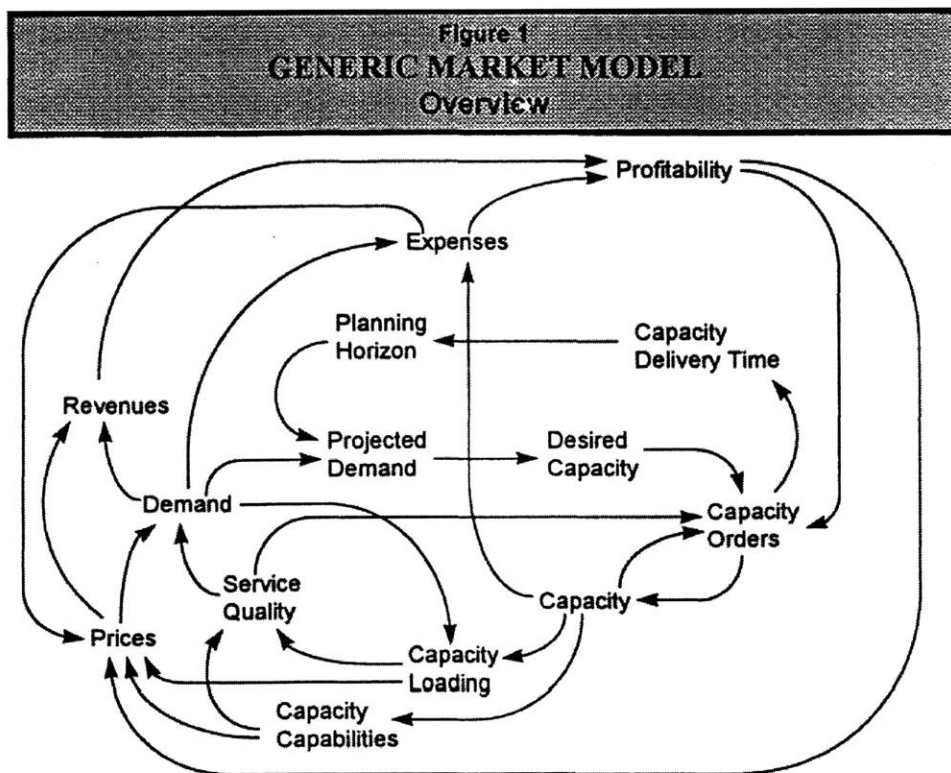 Figure 1
GENERIC MARKET MODEL
Overview
Profitability
Expenses
Planning
Horizon
Capacity
Delivery Time
Revenues
Projected
Demand
Desired
Capacity
Demand
Capacity
Orders
Service
Quality
Capacity
Prices
Capacity
Loading
Capacity
Capabilities